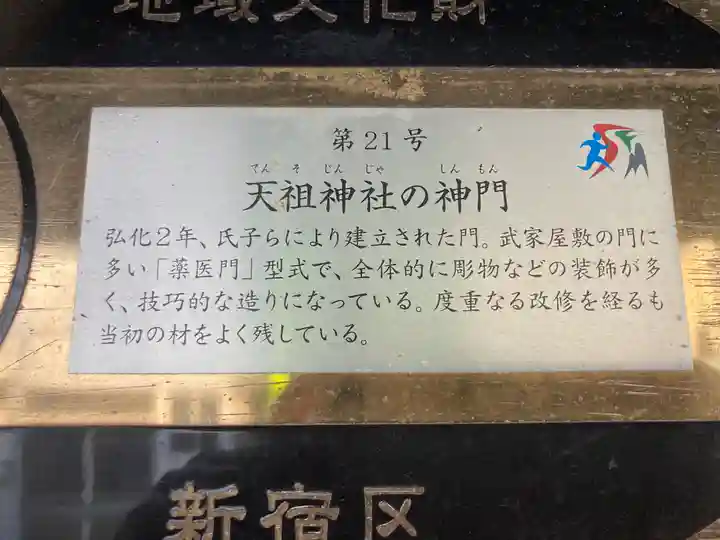 地域文化財
第21号
てんそじんじゃ しんもん
天祖神社の神門
弘化2年、氏子らにより建立された門。武家屋敷の門に
多い「薬医門」型式で、全体的に彫物などの装飾が多
く、技巧的な造りになっている。度重なる改修を経るも
当初の材をよく残している。
新宿区